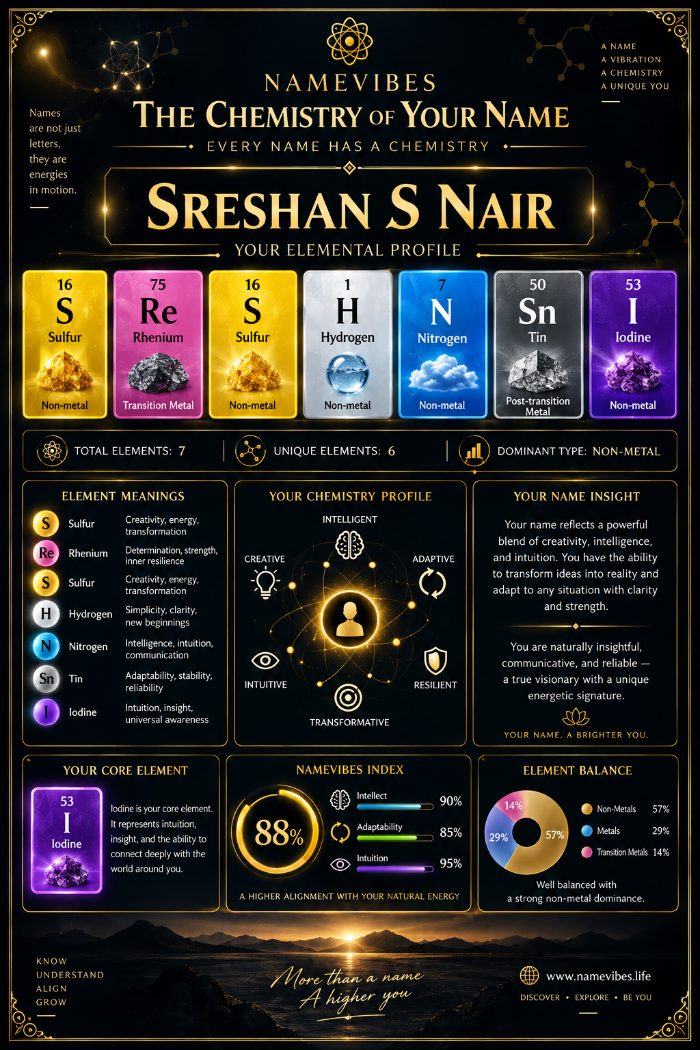 A NAME
A VIBRATION
A CHEMISTRY
A UNIQUE YOU
NAMEVIBES
THE CHEMISTRY OF YOUR NAME
EVERY NAME HAS A CHEMISTRY
Names
are not just
letters,
they are
energies
in motion.
SRESHAN S NAIR
YOUR ELEMENTAL PROFILE
16
S
Sulfur
Non-metal
75
Re
Rhenium
Transition Metal
16
S
Sulfur
Non-metal
1
H
Hydrogen
Non-metal
7
N
Nitrogen
Non-metal
50
Sn
Tin
Post-transition
Metal
53
I
Iodine
Non-metal
TOTAL ELEMENTS: 7
UNIQUE ELEMENTS: 6
DOMINANT TYPE: NON-METAL
ELEMENT MEANINGS
S Sulfur Creativity, energy,
transformation
Re Rhenium Determination, strength,
inner resilience
S Sulfur Creativity, energy,
transformation
H Hydrogen Simplicity, clarity,
new beginnings
N Nitrogen Intelligence, intuition,
communication
Sn Tin Adaptability, stability,
reliability
I Iodine Intuition, insight,
universal awareness
YOUR CHEMISTRY PROFILE
INTELLIGENT
CREATIVE
ADAPTIVE
INTUITIVE
RESILIENT
TRANSFORMATIVE
YOUR NAME INSIGHT
Your name reflects a powerful
blend of creativity, intelligence,
and intuition. You have the ability
to transform ideas into reality and
adapt to any situation with clarity
and strength.
You are naturally insightful,
communicative, and reliable —
a true visionary with a unique
energetic signature.
YOUR NAME. A BRIGHTER YOU.
YOUR CORE ELEMENT
53
I
Iodine
Iodine is your core element.
It represents intuition,
insight, and the ability to
connect deeply with the
world around you.
NAMEVIBES INDEX
88%
Intellect 90%
Adaptability 85%
Intuition 95%
A HIGHER ALIGNMENT WITH YOUR NATURAL ENERGY
ELEMENT BALANCE
14%
29%
57%
Non-Metals 57%
Metals 29%
Transition Metals 14%
Well balanced with
a strong non-metal dominance.
KNOW
UNDERSTAND
ALIGN
GROW
More than a name
A higher you
www.namevibes.life
DISCOVER • EXPLORE • BE YOU